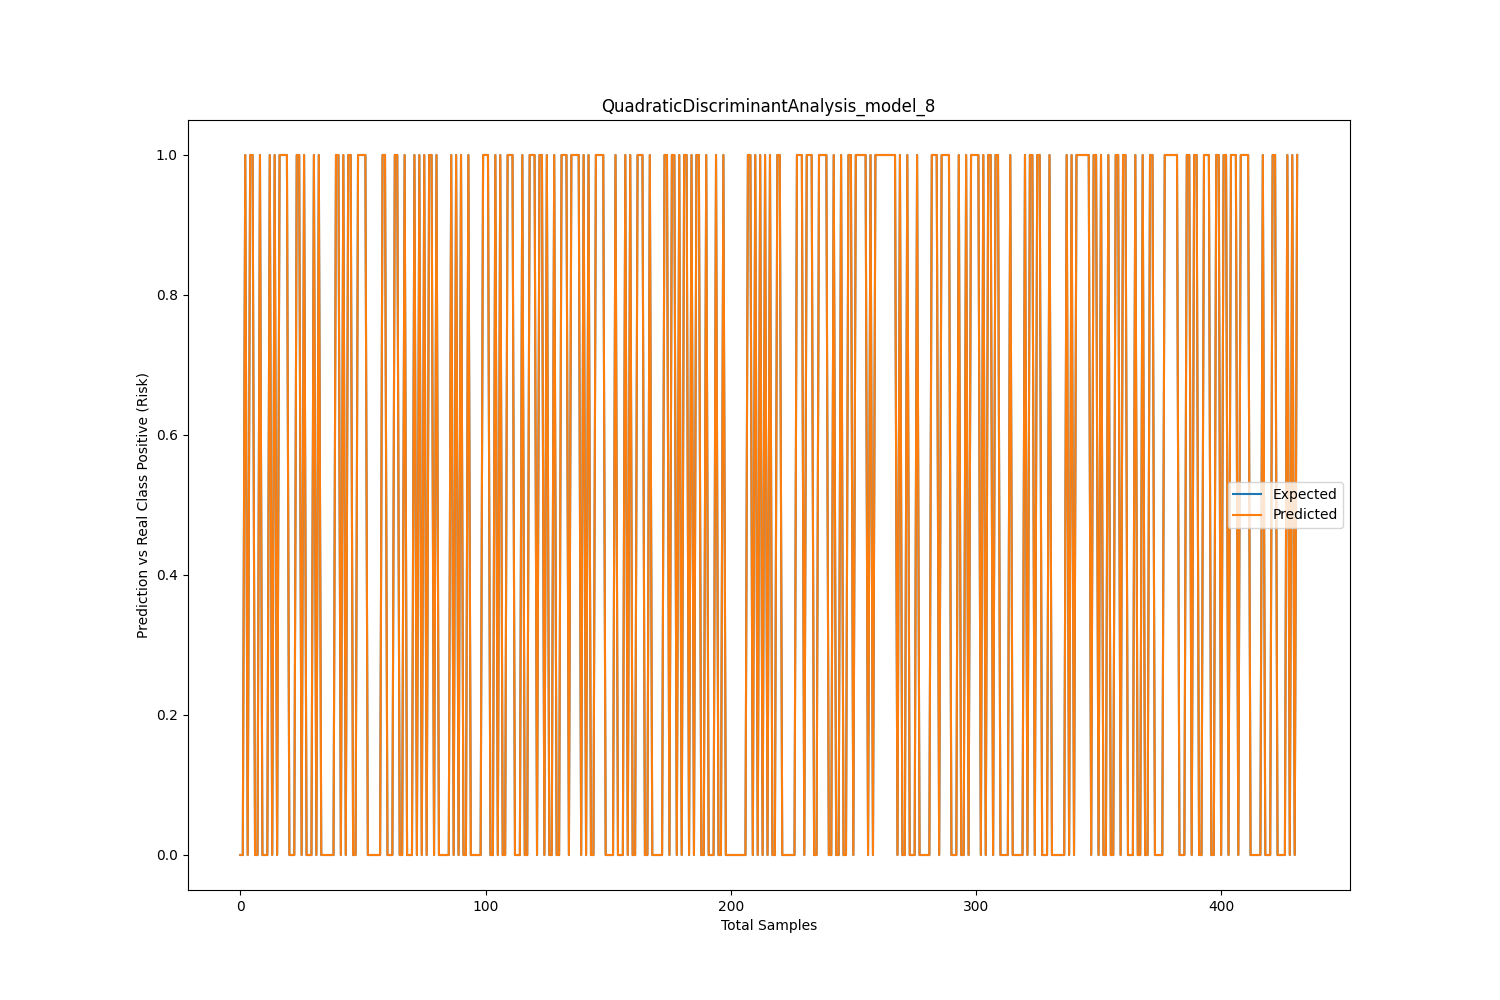 QuadraticDiscriminantAnalysis_model_8
Prediction vs Real Class Positive (Risk)
1.0
0.8
0.6
0.4
0.2
0.0
Expected
Predicted
0 100 200 300 400
Total Samples